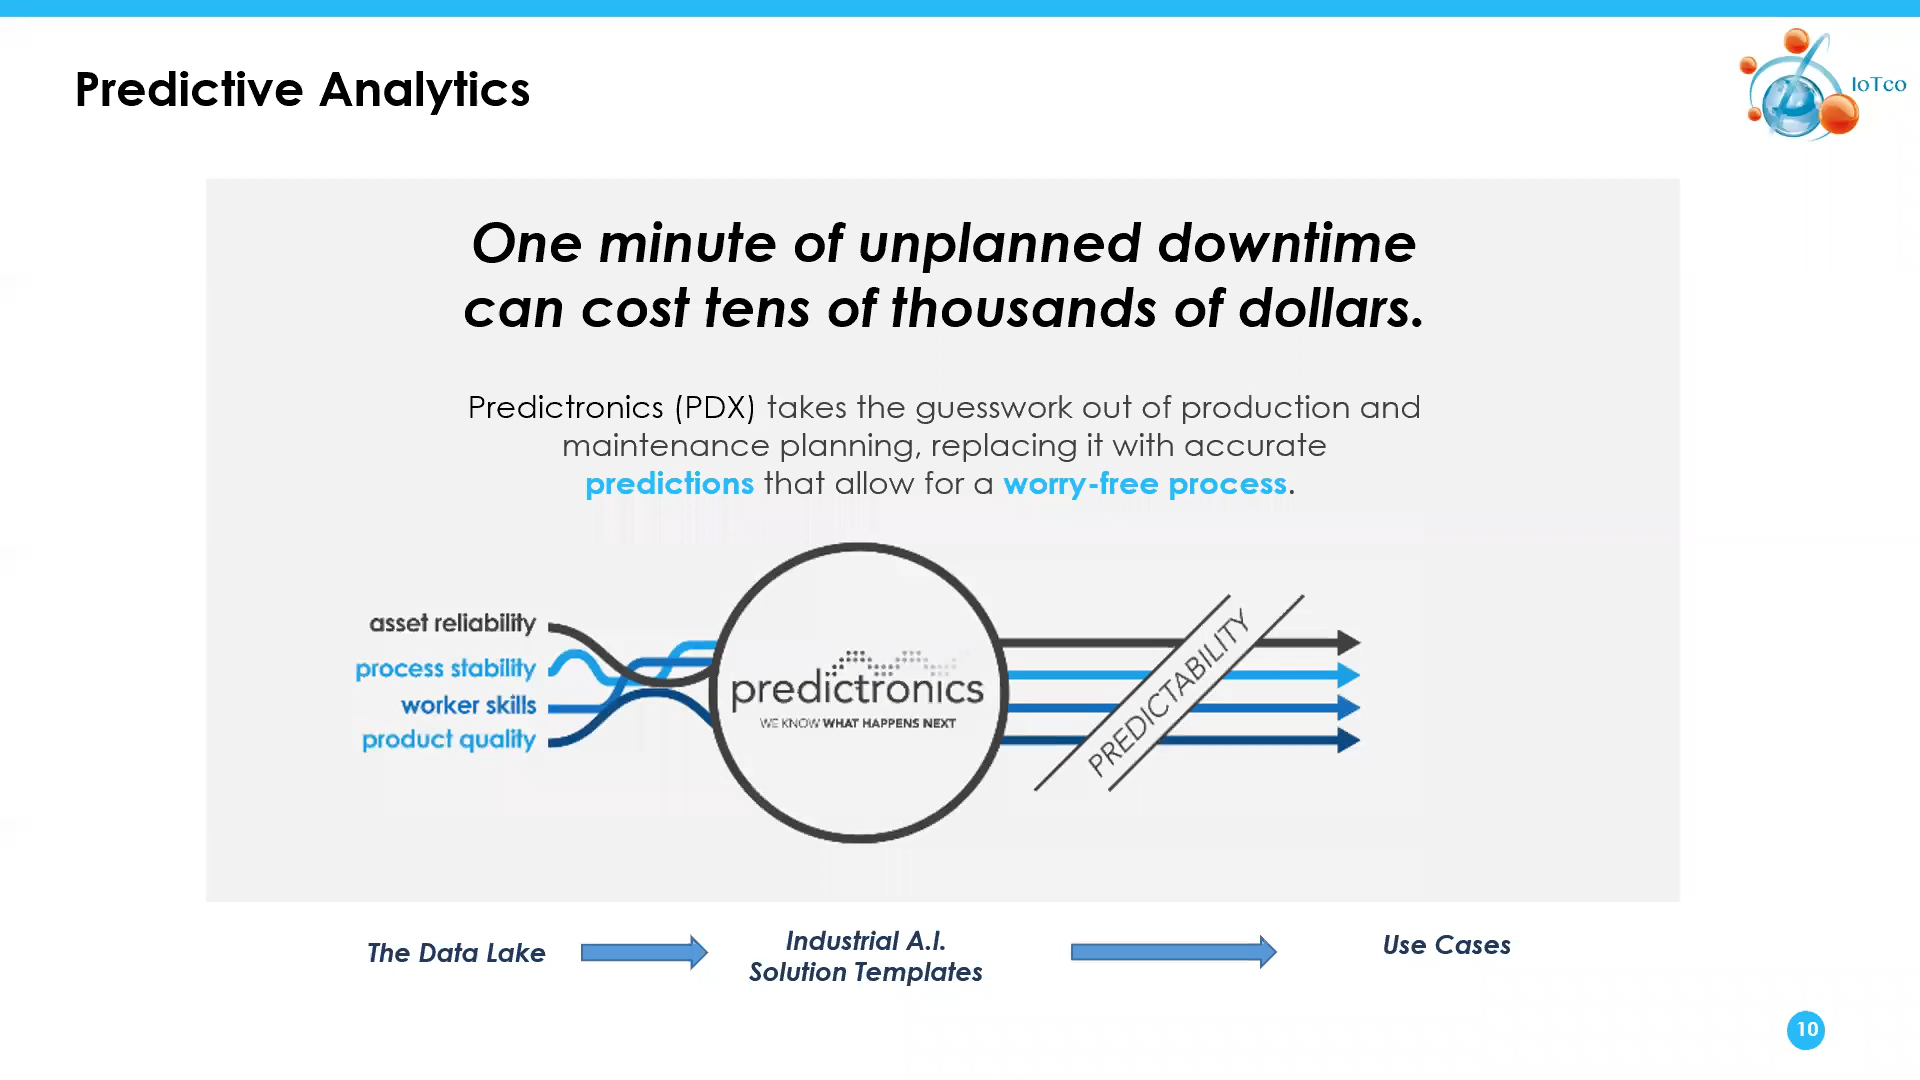 Predictive Analytics
IoTco
One minute of unplanned downtime
can cost tens of thousands of dollars.
Predictronics (PDX) takes the guesswork out of production and
maintenance planning, replacing it with accurate
predictions that allow for a worry-free process.
asset reliability
process stability
worker skills
product quality
predictronics
WE KNOW WHAT HAPPENS NEXT
PREDICTABILITY
The Data Lake
Industrial A.I.
Solution Templates
Use Cases
10